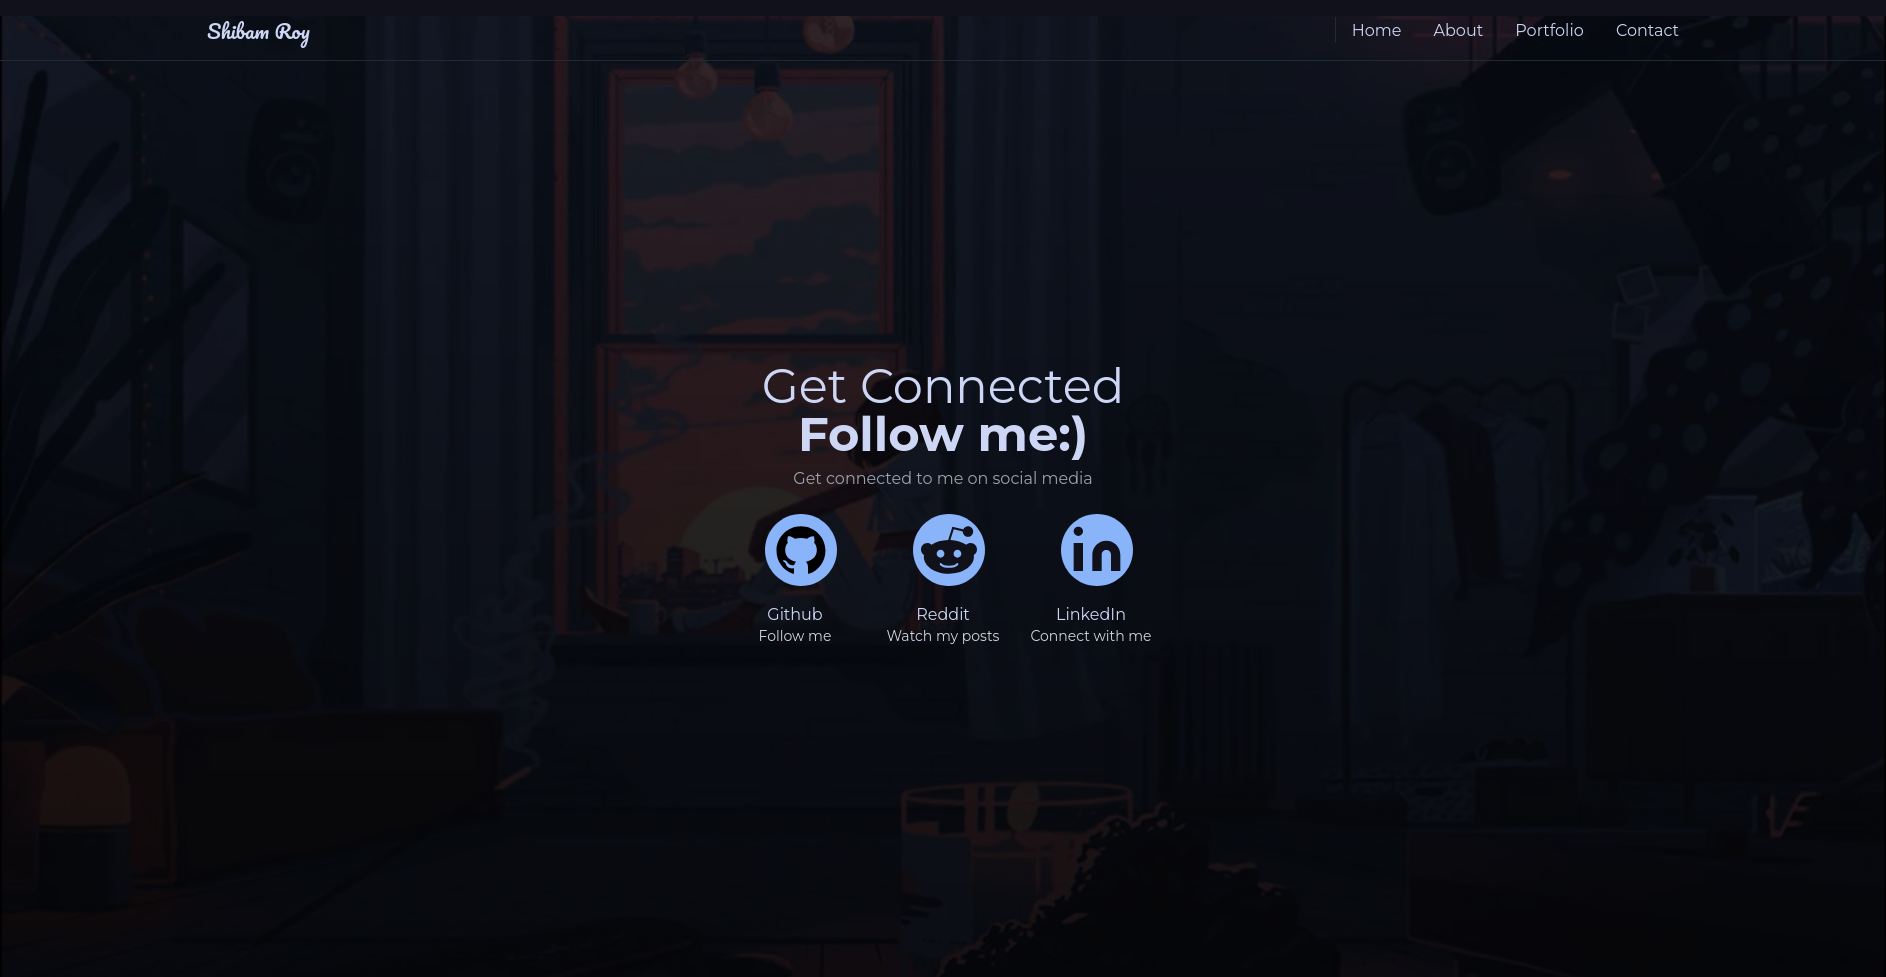 Shibam Roy
Home About Portfolio Contact
Get Connected
Follow me:)
Get connected to me on social media
in
Github Reddit LinkedIn
Follow me Watch my posts Connect with me